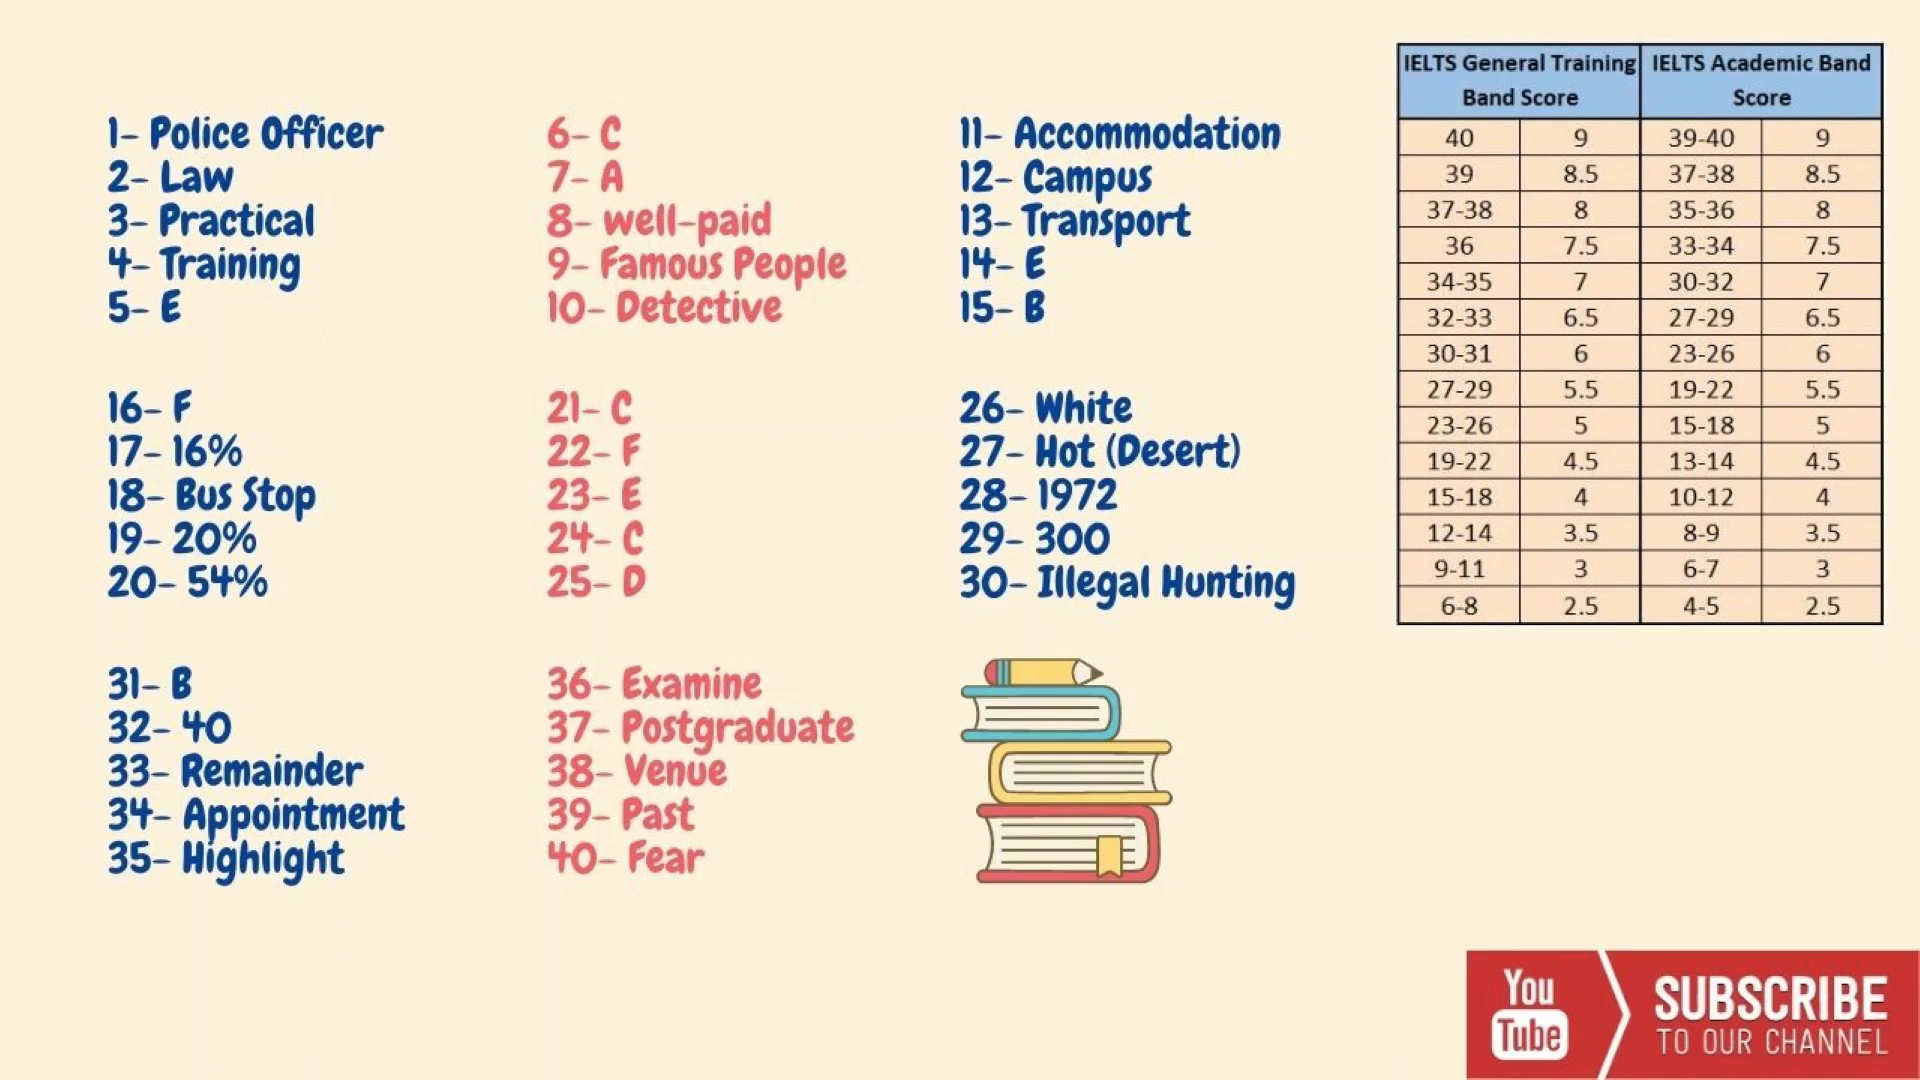 1- Police Officer
2- Law
3- Practical
4- Training
5- E
6- C
7- A
8- well-paid
9- Famous People
10- Detective
11- Accommodation
12- Campus
13- Transport
14- E
15- B
16- F
17- 16%
18- Bus Stop
19- 20%
20- 54%
21- C
22- F
23- E
24- C
25- D
26- White
27- Hot (Desert)
28- 1972
29- 300
30- Illegal Hunting
31- B
32- 40
33- Remainder
34- Appointment
35- Highlight
36- Examine
37- Postgraduate
38- Venue
39- Past
40- Fear
IELTS General Training Band Score IELTS Academic Band Score
40 9 39-40 9
39 8.5 37-38 8.5
37-38 8 35-36 8
36 7.5 33-34 7.5
34-35 7 30-32 7
32-33 6.5 27-29 6.5
30-31 6 23-26 6
27-29 5.5 19-22 5.5
23-26 5 15-18 5
19-22 4.5 13-14 4.5
15-18 4 10-12 4
12-14 3.5 8-9 3.5
9-11 3 6-7 3
6-8 2.5 4-5 2.5
You
Tube
SUBSCRIBE
TO OUR CHANNEL